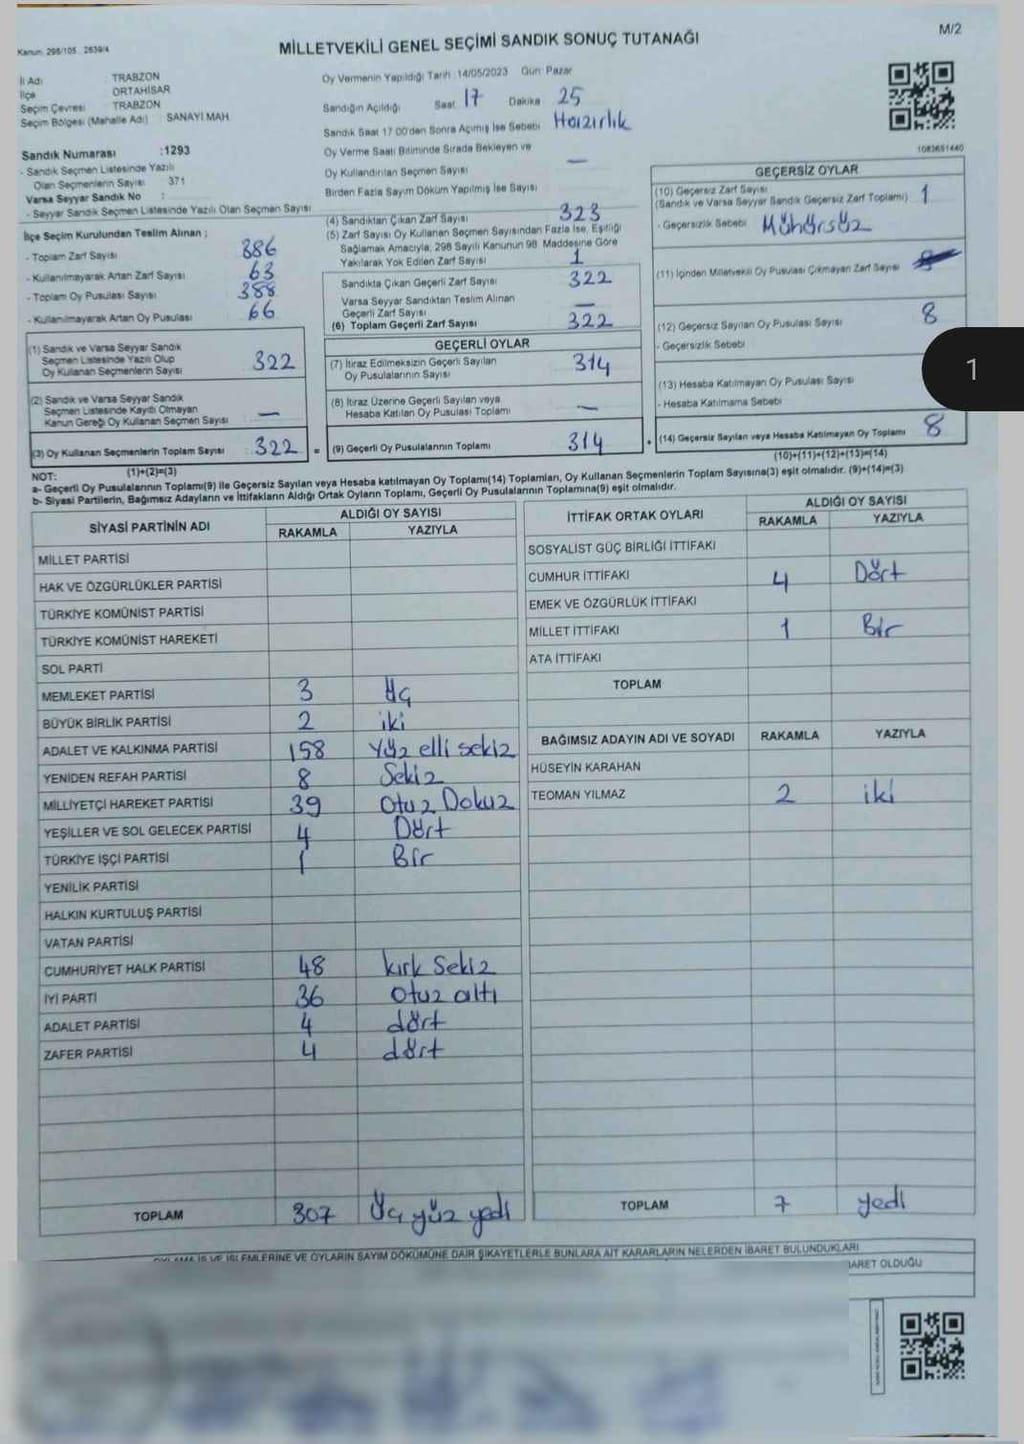 M/2
Kanun: 298/105 2839/4
MİLLETVEKİLİ GENEL SEÇİMİ SANDIK SONUÇ TUTANAĞI
İl Adı : TRABZON
İlçe : ORTAHİSAR
Seçim Çevresi : TRABZON
Seçim Bölgesi (Mahalle Adı) : SANAYİ MAH.
Sandık Numarası :1293
- Sandık Seçmen Listesinde Yazılı
Olan Seçmenlerin Sayısı 371
Varsa Seyyar Sandık No :
- Seyyar Sandık Seçmen Listesinde Yazılı Olan Seçmen Sayısı
İlçe Seçim Kurulundan Teslim Alınan ;
- Toplam Zarf Sayısı 386
- Kullanılmayarak Artan Zarf Sayısı 63
- Toplam Oy Pusulası Sayısı 388
- Kullanılmayarak Artan Oy Pusulası 66
(1) Sandık ve Varsa Seyyar Sandık
Seçmen Listesinde Yazılı Olup
Oy Kullanan Seçmenlerin Sayısı 322
(2) Sandık ve Varsa Seyyar Sandık
Seçmen Listesinde Kaydı Olmayan
Kanun Gereği Oy Kullanan Seçmen Sayısı —
(3) Oy Kullanan Seçmenlerin Toplam Sayısı 322 =
(1)+(2)=(3)
Oy Vermenin Yapıldığı Tarih :14/05/2023 Gün: Pazar
Sandığın Açıldığı Saat 17 Dakika 25
Sandık Saat 17:00'den Sonra Açılmış İse Sebebi Hazırlık
Oy Verme Saati Bitiminde Sırada Bekleyen ve
Oy Kullandırılan Seçmen Sayısı —
Birden Fazla Sayım Döküm Yapılmış İse Sayısı
(4) Sandıktan Çıkan Zarf Sayısı 323
(5) Zarf Sayısı Oy Kullanan Seçmen Sayısından Fazla İse, Eşitliği
Sağlamak Amacıyla; 298 Sayılı Kanunun 98. Maddesine Göre
Yakılarak Yok Edilen Zarf Sayısı 1
Sandıkta Çıkan Geçerli Zarf Sayısı 322
Varsa Seyyar Sandıktan Teslim Alınan
Geçerli Zarf Sayısı —
(6) Toplam Geçerli Zarf Sayısı 322
GEÇERLİ OYLAR
(7) İtiraz Edilmeksizin Geçerli Sayılan
Oy Pusulalarının Sayısı 314
(8) İtiraz Üzerine Geçerli Sayılan veya
Hesaba Katılan Oy Pusulası Toplamı —
(9) Geçerli Oy Pusulalarının Toplamı 314 +
1083651440
GEÇERSİZ OYLAR
(10) Geçersiz Zarf Sayısı
(Sandık ve Varsa Seyyar Sandık Geçersiz Zarf Toplamı) 1
- Geçersizlik Sebebi Mühürsüz
(11) İçinden Milletvekili Oy Pusulası Çıkmayan Zarf Sayısı
(12) Geçersiz Sayılan Oy Pusulası Sayısı 8
- Geçersizlik Sebebi
(13) Hesaba Katılmayan Oy Pusulası Sayısı
- Hesaba Katılmama Sebebi
(14) Geçersiz Sayılan veya Hesaba Katılmayan Oy Toplamı 8
(10)+(11)+(12)+(13)=(14)
1
NOT:
a- Geçerli Oy Pusulalarının Toplamı(9) ile Geçersiz Sayılan veya Hesaba katılmayan Oy Toplamı(14) Toplamları, Oy Kullanan Seçmenlerin Toplam Sayısına(3) eşit olmalıdır. (9)+(14)=(3)
b- Siyasi Partilerin, Bağımsız Adayların ve İttifakların Aldığı Ortak Oyların Toplamı, Geçerli Oy Pusulalarının Toplamına(9) eşit olmalıdır.
SİYASİ PARTİNİN ADI ALDIĞI OY SAYISI
RAKAMLA YAZIYLA
MİLLET PARTİSİ
HAK VE ÖZGÜRLÜKLER PARTİSİ
TÜRKİYE KOMÜNİST PARTİSİ
TÜRKİYE KOMÜNİST HAREKETİ
SOL PARTİ
MEMLEKET PARTİSİ 3 Üç
BÜYÜK BİRLİK PARTİSİ 2 iki
ADALET VE KALKINMA PARTİSİ 158 Yüz elli sekiz
YENİDEN REFAH PARTİSİ 8 Sekiz
MİLLİYETÇİ HAREKET PARTİSİ 39 Otuz Dokuz
YEŞİLLER VE SOL GELECEK PARTİSİ 4 Dört
TÜRKİYE İŞÇİ PARTİSİ 1 Bir
YENİLİK PARTİSİ
HALKIN KURTULUŞ PARTİSİ
VATAN PARTİSİ
CUMHURİYET HALK PARTİSİ 48 kırk Sekiz
İYİ PARTİ 36 otuz altı
ADALET PARTİSİ 4 dört
ZAFER PARTİSİ 4 dört
TOPLAM 307 Üç yüz yedi
İTTİFAK ORTAK OYLARI ALDIĞI OY SAYISI
RAKAMLA YAZIYLA
SOSYALİST GÜÇ BİRLİĞİ İTTİFAKI
CUMHUR İTTİFAKI 4 Dört
EMEK VE ÖZGÜRLÜK İTTİFAKI
MİLLET İTTİFAKI 1 Bir
ATA İTTİFAKI
TOPLAM
BAĞIMSIZ ADAYIN ADI VE SOYADI RAKAMLA YAZIYLA
HÜSEYİN KARAHAN
TEOMAN YILMAZ 2 iki
TOPLAM 7 yedi
İŞ VE İŞLEMLERİNE VE OYLARIN SAYIM DÖKÜMÜNE DAİR ŞİKAYETLERLE BUNLARA AİT KARARLARIN NELERDEN İBARET BULUNDUKLARI
OLDUĞU